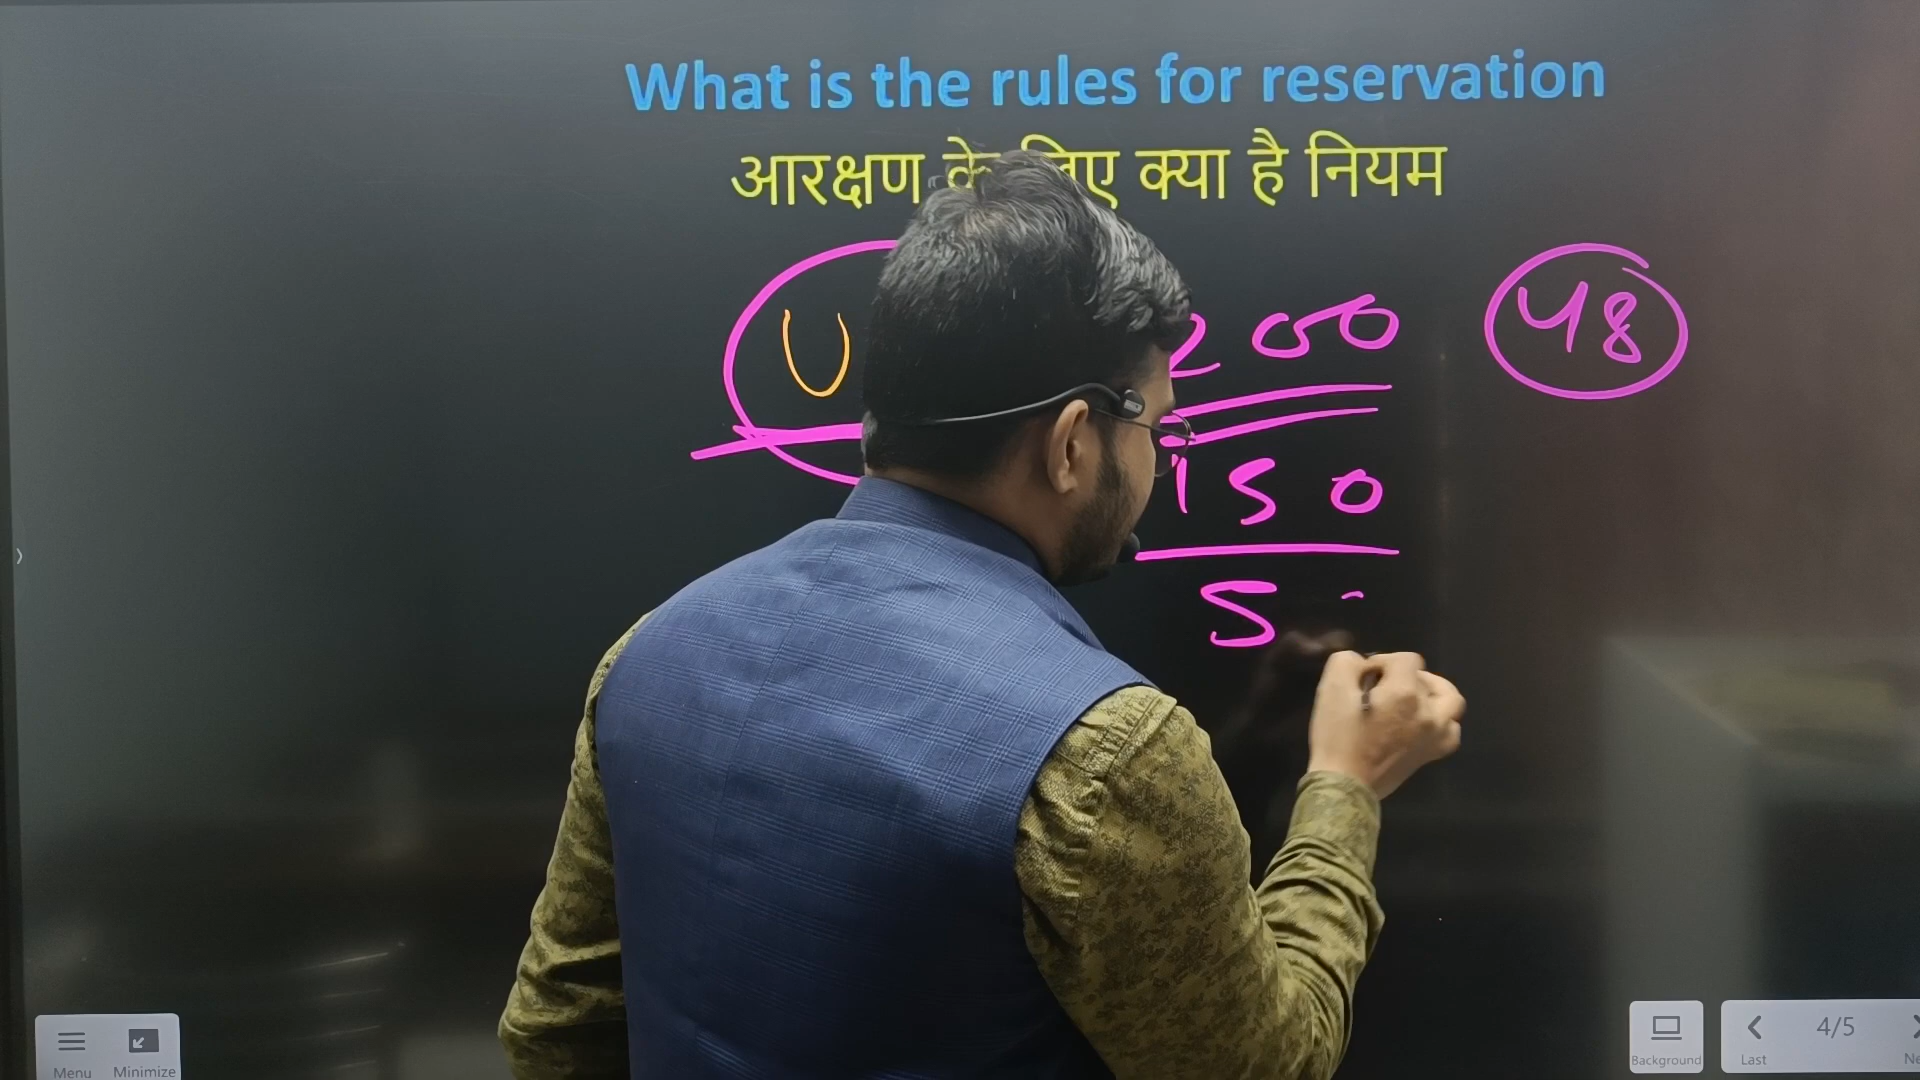 What is the rules for reservation
आरक्षण के लिए क्या है नियम
U 200 48
150
5
Menu Minimize
Background
Last 4/5